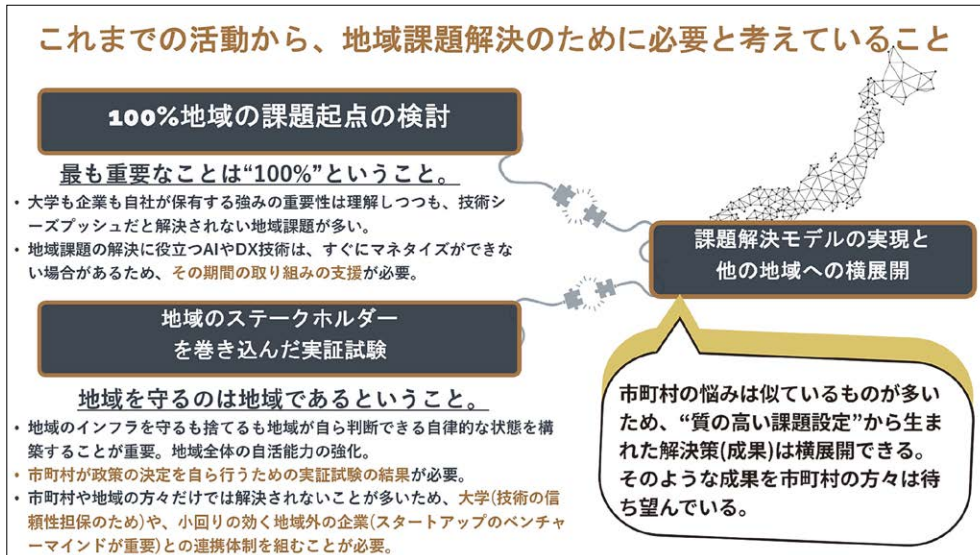 これまでの活動から、地域課題解決のために必要と考えていること
100%地域の課題起点の検討
最も重要なことは“100%”ということ。
・大学も企業も自社が保有する強みの重要性は理解しつつも、技術シ
ーズプッシュだと解決されない地域課題が多い。
・地域課題の解決に役立つAIやDX技術は、すぐにマネタイズができな
い場合があるため、その期間の取り組みの支援が必要。
地域のステークホルダー
を巻き込んだ実証試験
地域を守るのは地域であるということ。
・地域のインフラを守るも捨てるも地域が自ら判断できる自律的な状態を構
築することが重要。地域全体の自活能力の強化。
・市町村が政策の決定を自ら行うための実証試験の結果が必要。
・市町村や地域の方々だけでは解決されないことが多いため、大学(技術の信
頼性担保のため)や、小回りの効く地域外の企業(スタートアップのベンチャ
ーマインドが重要)との連携体制を組むことが必要。
課題解決モデルの実現と
他の地域への横展開
市町村の悩みは似ているものが多い
ため、“質の高い課題設定”から生ま
れた解決策(成果)は横展開できる。
そのような成果を市町村の方々は待
ち望んでいる。